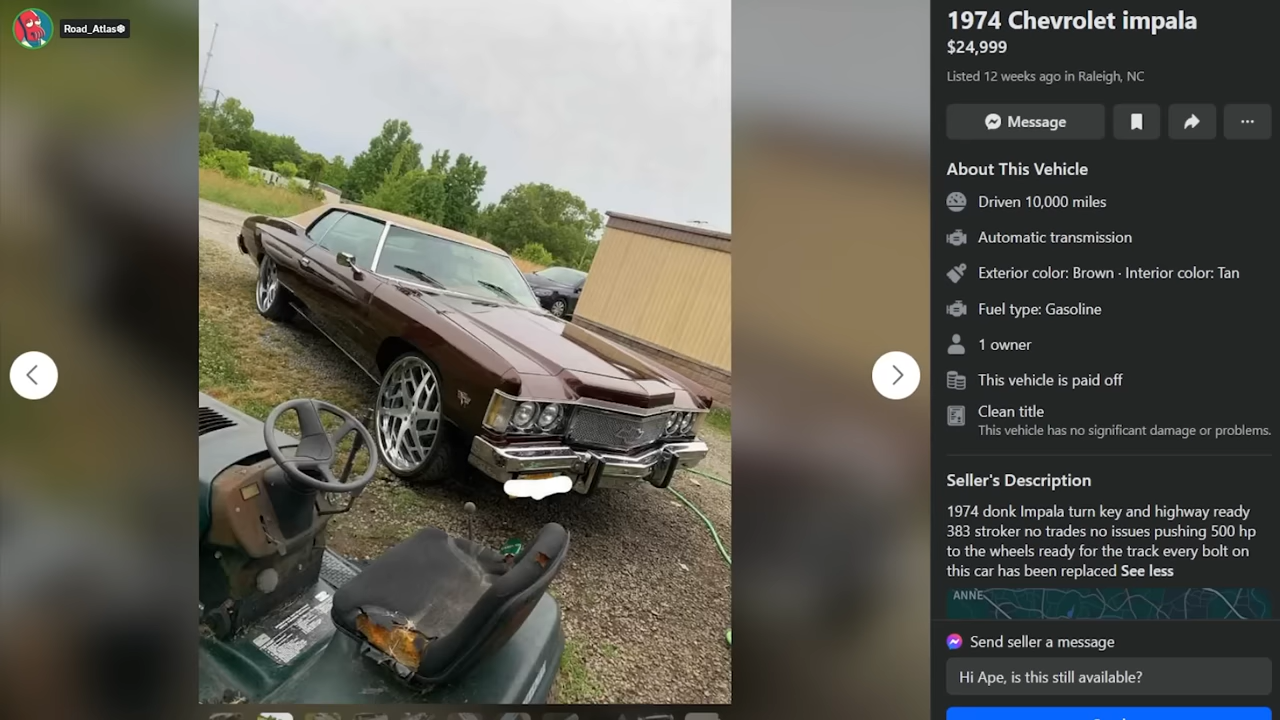 Road_Atlas
1974 Chevrolet impala
$24,999
Listed 12 weeks ago in Raleigh, NC
Message
About This Vehicle
Driven 10,000 miles
Automatic transmission
Exterior color: Brown · Interior color: Tan
Fuel type: Gasoline
1 owner
This vehicle is paid off
Clean title
This vehicle has no significant damage or problems.
Seller's Description
1974 donk Impala turn key and highway ready
383 stroker no trades no issues pushing 500 hp
to the wheels ready for the track every bolt on
this car has been replaced See less
ANNE
Send seller a message
Hi Ape, is this still available?